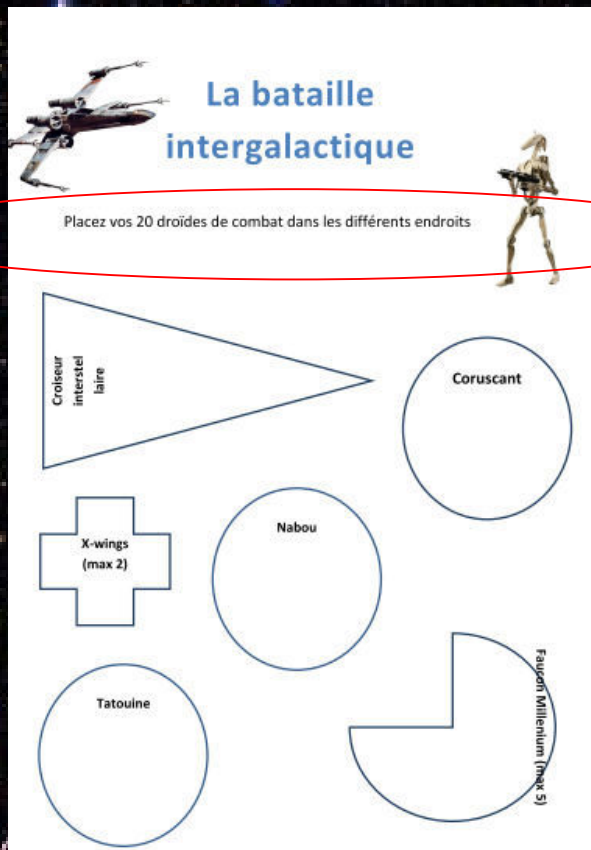 La bataille
intergalactique
Placez vos 20 droïdes de combat dans les différents endroits
Croiseur
interstel
laire
Coruscant
X-wings
(max 2)
Nabou
Tatouine
Faucon Millenium (max 5)